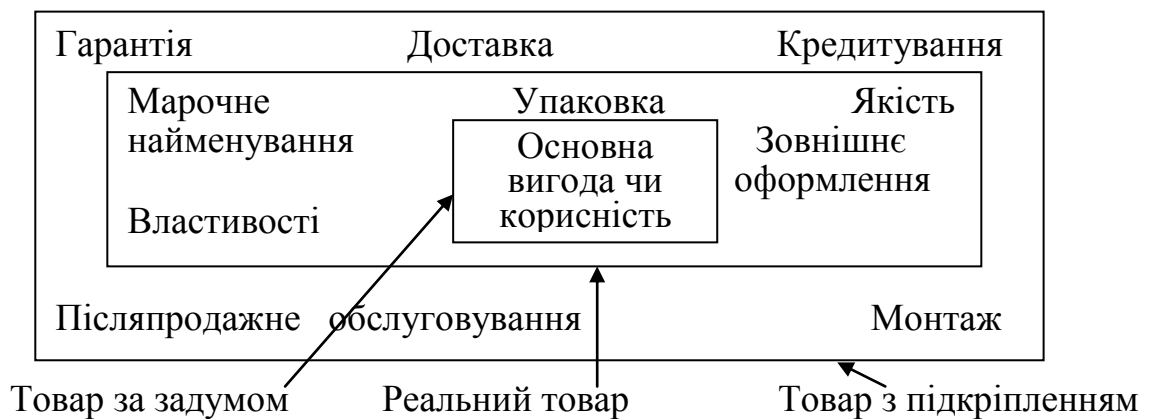 Гарантія Доставка Кредитування
Марочне Упаковка Якість
найменування Основна Зовнішнє
вигода чи оформлення
Властивості корисність
Післяпродажне обслуговування Монтаж
Товар за задумом Реальний товар Товар з підкріпленням